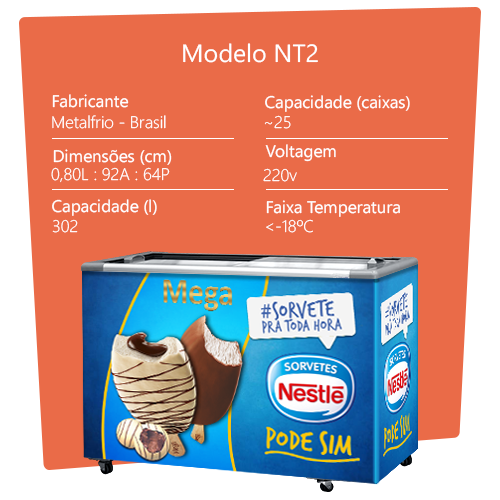 Modelo NT2
Fabricante
Metalfrio - Brasil
Capacidade (caixas)
~25
Dimensões (cm)
0,80L : 92A : 64P
Voltagem
220v
Capacidade (l)
302
Faixa Temperatura
<-18ºC
Mega
#SORVETE
PRA TODA HORA
SORVETES
Nestlé
PODE SIM
#SORVETE
PRA TODA HORA
SORVETES
Nestlé
PODE SIM